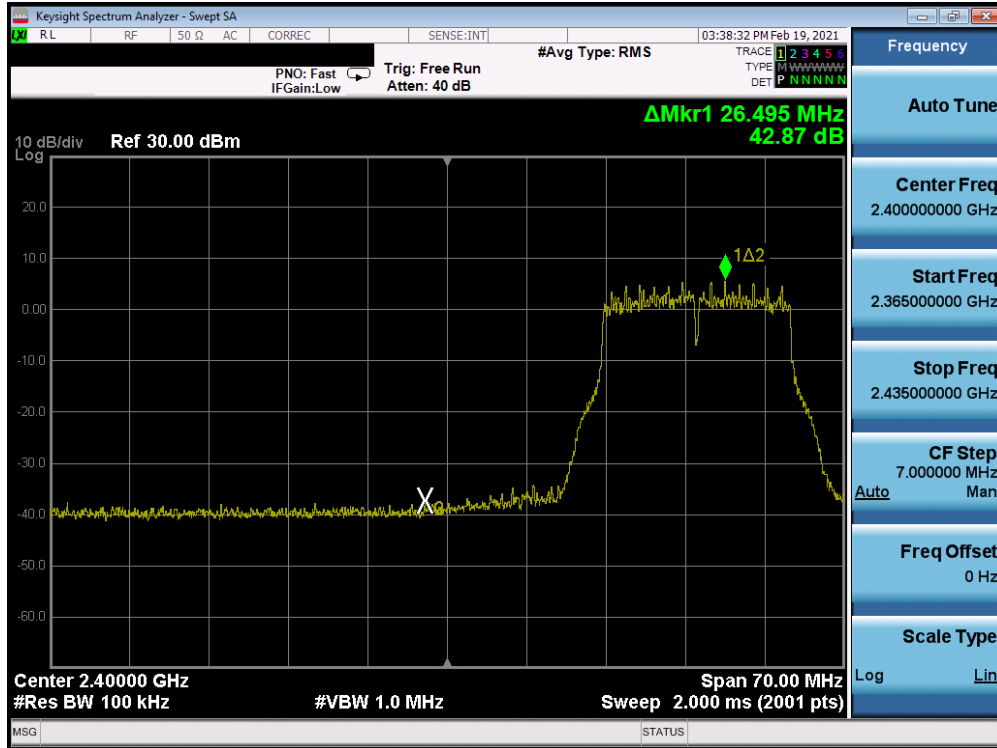 Keysight Spectrum Analyzer - Swept SA
LXI RL RF 50 Ω AC CORREC SENSE:INT 03:38:32 PM Feb 19, 2021
#Avg Type: RMS TRACE 1 2 3 4 5 6
PNO: Fast Trig: Free Run TYPE M W W W W W
IFGain:Low Atten: 40 dB DET P N N N N N
ΔMkr1 26.495 MHz
42.87 dB
10 dB/div Ref 30.00 dBm
Log
20.0
10.0
1Δ2
0.00
-10.0
-20.0
-30.0
X
-40.0
-50.0
-60.0
Center 2.40000 GHz Span 70.00 MHz
#Res BW 100 kHz #VBW 1.0 MHz Sweep 2.000 ms (2001 pts)
MSG STATUS
Frequency
Auto Tune
Center Freq
2.400000000 GHz
Start Freq
2.365000000 GHz
Stop Freq
2.435000000 GHz
CF Step
7.000000 MHz
Auto Man
Freq Offset
0 Hz
Scale Type
Log Lin